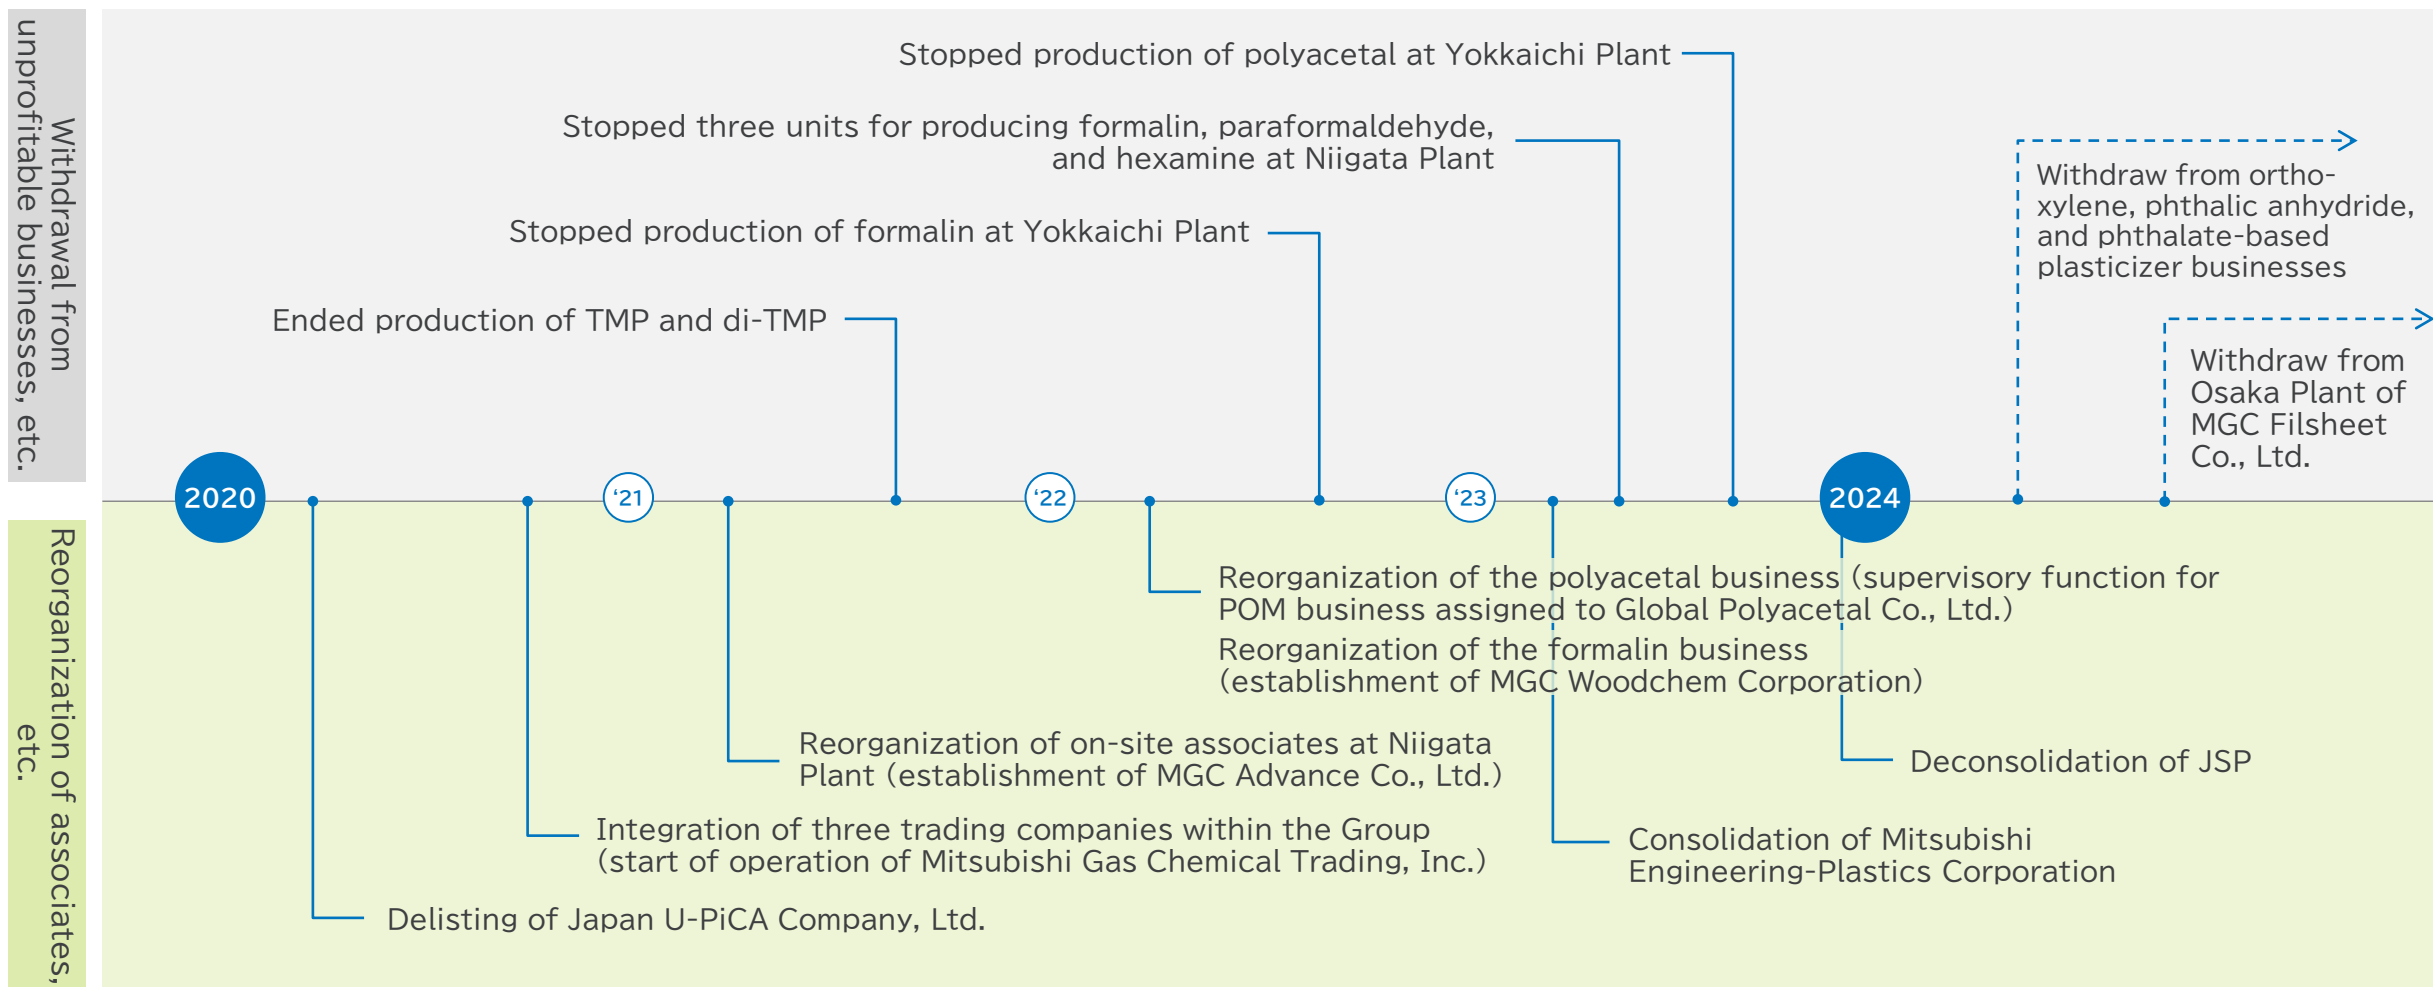 Withdrawal from
unprofitable businesses, etc.
Stopped production of polyacetal at Yokkaichi Plant
Stopped three units for producing formalin, paraformaldehyde,
and hexamine at Niigata Plant
Stopped production of formalin at Yokkaichi Plant
Ended production of TMP and di-TMP
Withdraw from ortho-
xylene, phthalic anhydride,
and phthalate-based
plasticizer businesses
Withdraw from
Osaka Plant of
MGC Filsheet
Co., Ltd.
2020
‘21
‘22
‘23
2024
Reorganization of associates,
etc.
Reorganization of the polyacetal business (supervisory function for
POM business assigned to Global Polyacetal Co., Ltd.)
Reorganization of the formalin business
(establishment of MGC Woodchem Corporation)
Reorganization of on-site associates at Niigata
Plant (establishment of MGC Advance Co., Ltd.)
Deconsolidation of JSP
Integration of three trading companies within the Group
(start of operation of Mitsubishi Gas Chemical Trading, Inc.)
Consolidation of Mitsubishi
Engineering-Plastics Corporation
Delisting of Japan U-PiCA Company, Ltd.